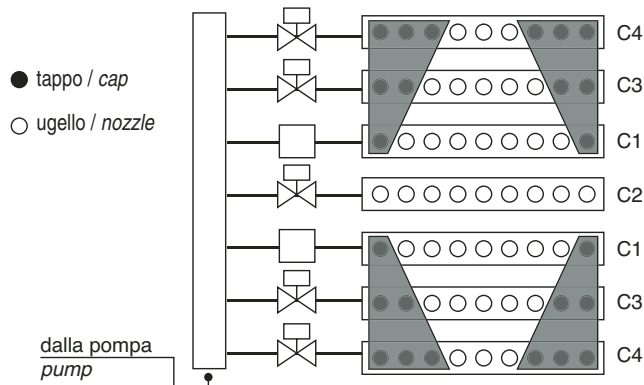 C4
tappo / cap
C3
ugello / nozzle
C1
C2
C1
C3
dalla pompa
pump
C4